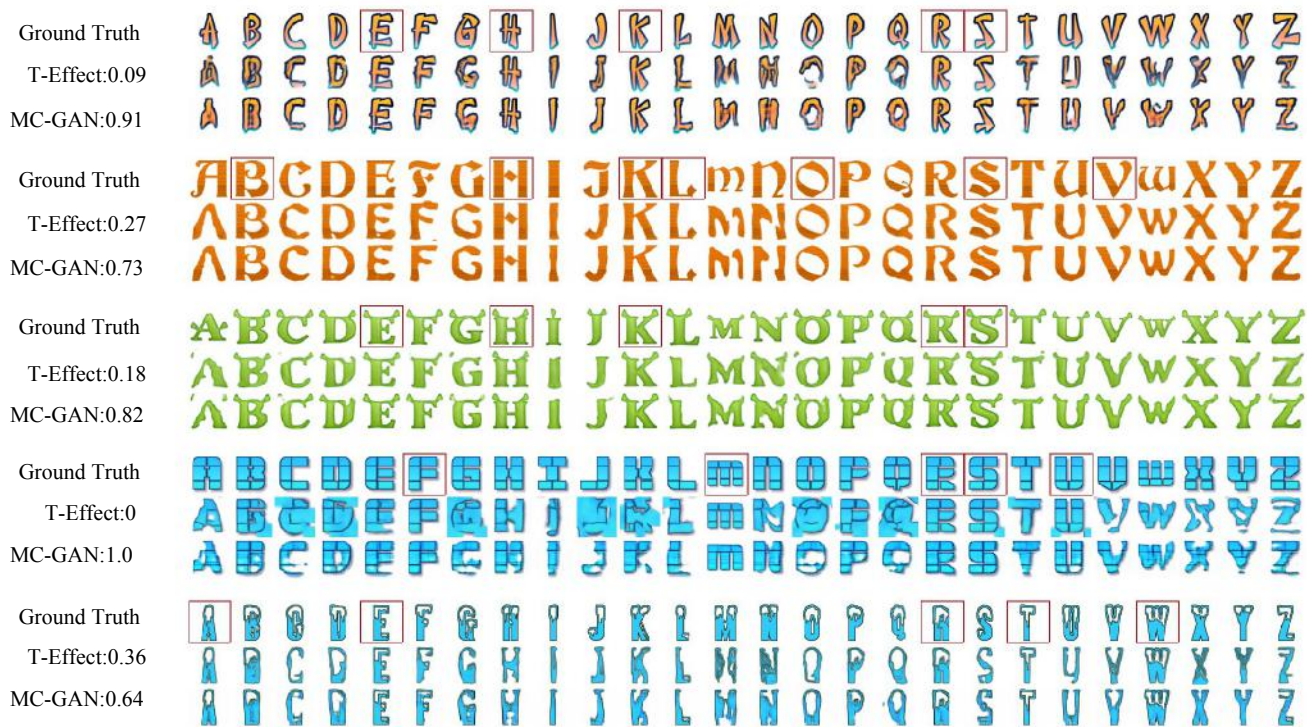 Ground Truth A B C D E F G H I J K L M N O P Q R S T U V W X Y Z
T-Effect:0.09 A B C D E F G H I J K L M N O P Q R S T U V W X Y Z
MC-GAN:0.91 A B C D E F G H I J K L M N O P Q R S T U V W X Y Z
Ground Truth A B C D E F G H I J K L m n O P Q R S T U V w X Y Z
T-Effect:0.27 A B C D E F G H I J K L m N O P Q R S T U V w X Y Z
MC-GAN:0.73 A B C D E F G H I J K L m n O P Q R S T U V w X Y Z
Ground Truth A B C D E F G H I J K L M N O P Q R S T U V W X Y Z
T-Effect:0.18 A B C D E F G H I J K L M N O P Q R S T U V W X Y Z
MC-GAN:0.82 A B C D E F G H I J K L M N O P Q R S T U V W X Y Z
Ground Truth A B C D E F G H I J K L m n O P Q R S T U V w X Y Z
T-Effect:0 A B C D E F G H I J K L m N O P Q R S T U V W X Y Z
MC-GAN:1.0 A B C D E F G H I J K L m N O P Q R S T U V W X Y Z
Ground Truth A B C D E F G H I J K L M N O P Q R S T U V W X Y Z
T-Effect:0.36 A B C D E F G H I J K L M N O P Q R S T U V W X Y Z
MC-GAN:0.64 A B C D E F G H I J K L M N O P Q R S T U V W X Y Z